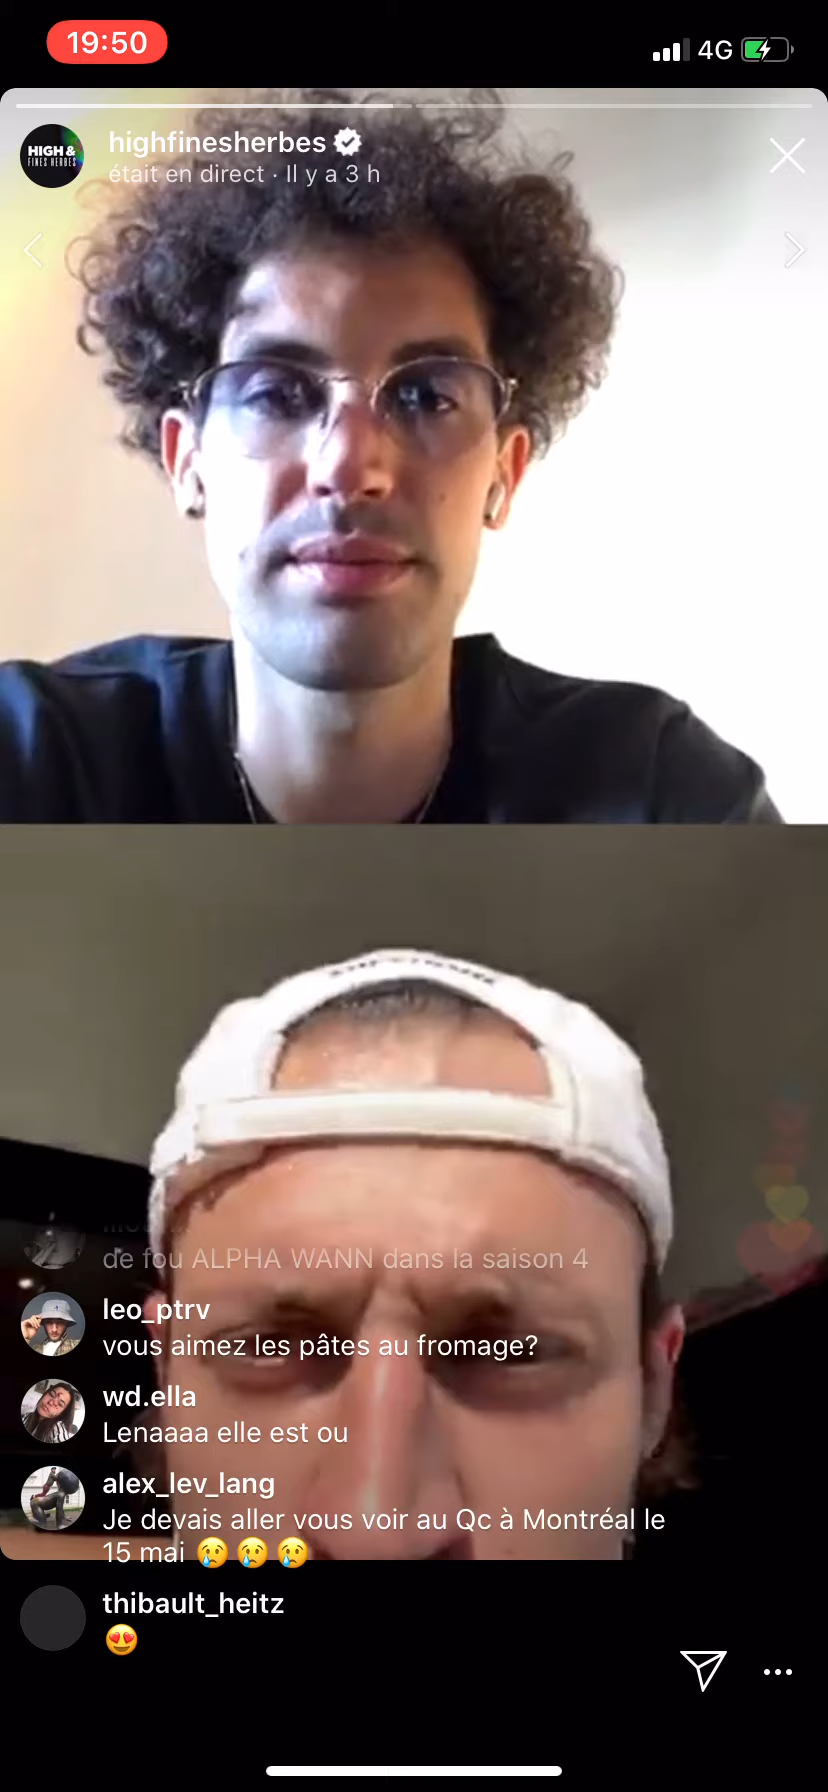 19:50
4G
HIGH &
FINES HERBES
highfinesherbes
était en direct · Il y a 3 h
de fou ALPHA WANN dans la saison 4
leo_ptrv
vous aimez les pâtes au fromage?
wd.ella
Lenaaaa elle est ou
alex_lev_lang
Je devais aller vous voir au Qc à Montréal le
15 mai 😢 😢 😢
thibault_heitz
😍